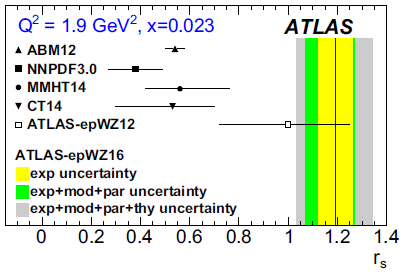 Q² = 1.9 GeV², x=0.023 ATLAS
ABM12
NNPDF3.0
MMHT14
CT14
ATLAS-epWZ12
ATLAS-epWZ16
exp uncertainty
exp+mod+par uncertainty
exp+mod+par+thy uncertainty
0 0.2 0.4 0.6 0.8 1 1.2 1.4
rₛ